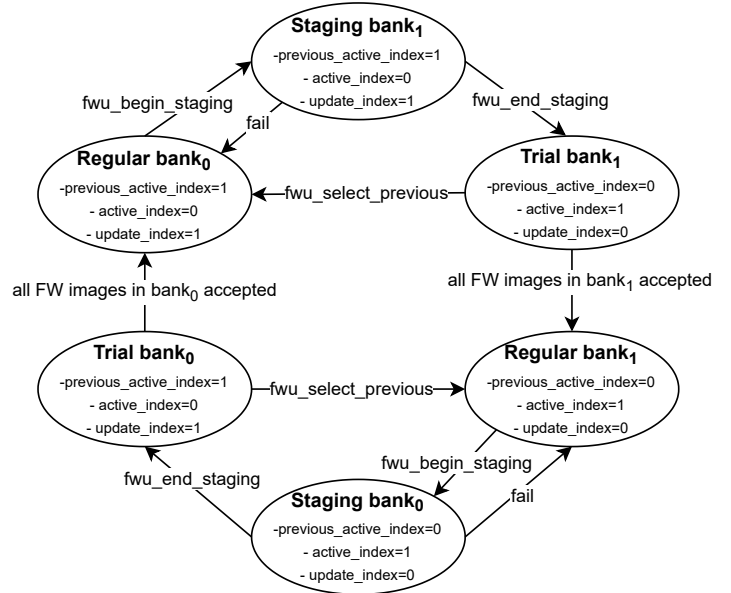 Staging bank₁
-previous_active_index=1
- active_index=0
- update_index=1
fwu_begin_staging
fwu_end_staging
fail
Regular bank₀
-previous_active_index=1
- active_index=0
- update_index=1
fwu_select_previous
Trial bank₁
-previous_active_index=0
- active_index=1
- update_index=0
all FW images in bank₀ accepted
all FW images in bank₁ accepted
Trial bank₀
-previous_active_index=1
- active_index=0
- update_index=1
fwu_select_previous
Regular bank₁
-previous_active_index=0
- active_index=1
- update_index=0
fwu_begin_staging
fwu_end_staging
fail
Staging bank₀
-previous_active_index=0
- active_index=1
- update_index=0